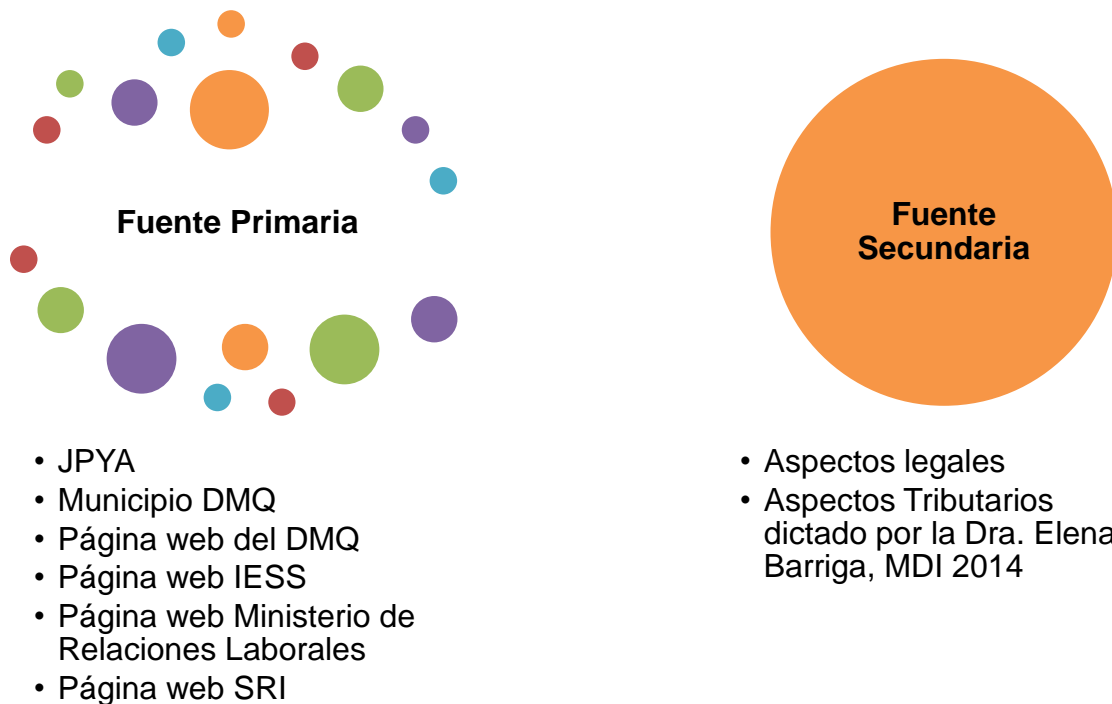 Fuente Primaria
• JPYA
• Municipio DMQ
• Página web del DMQ
• Página web IESS
• Página web Ministerio de
Relaciones Laborales
• Página web SRI
Fuente
Secundaria
• Aspectos legales
• Aspectos Tributarios
dictado por la Dra. Elena
Barriga, MDI 2014